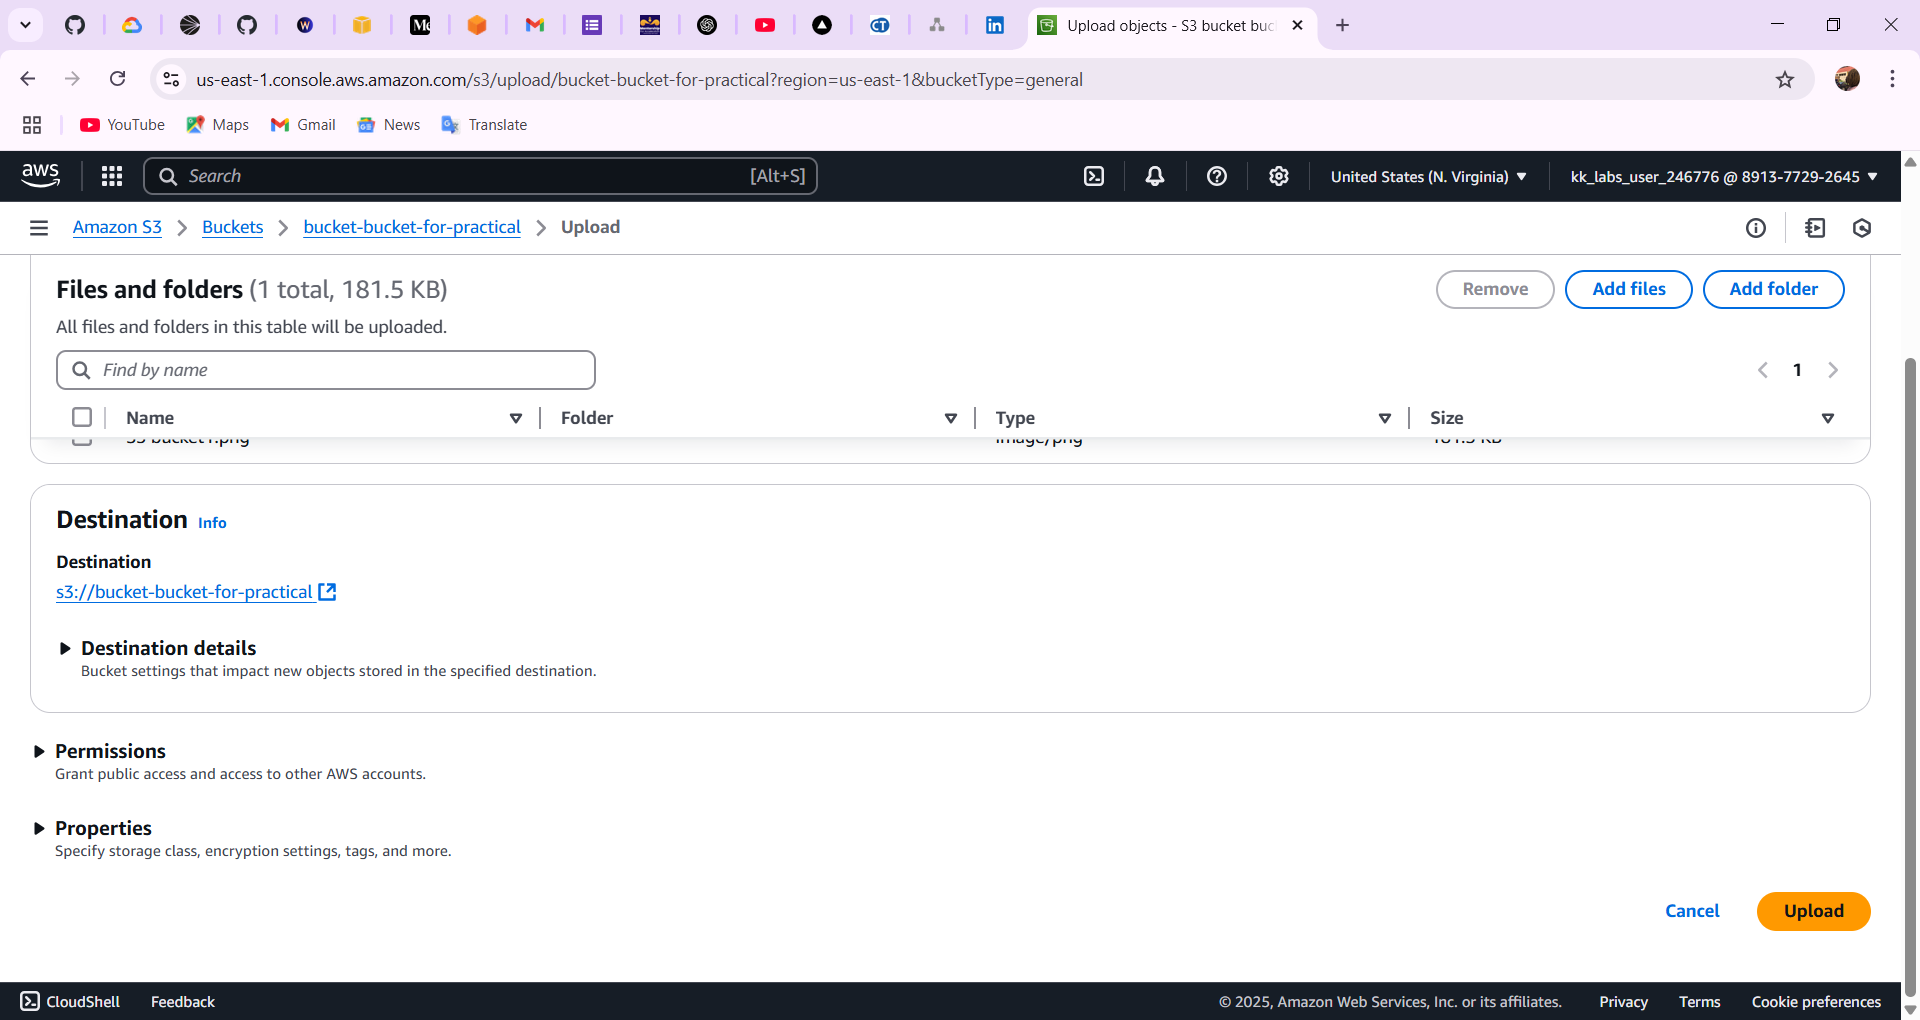 Upload objects - S3 bucket buc
us-east-1.console.aws.amazon.com/s3/upload/bucket-bucket-for-practical?region=us-east-1&bucketType=general
YouTube Maps Gmail News Translate
aws Search [Alt+S] United States (N. Virginia) kk_labs_user_246776 @ 8913-7729-2645
Amazon S3 Buckets bucket-bucket-for-practical Upload
Files and folders (1 total, 181.5 KB) Remove Add files Add folder
All files and folders in this table will be uploaded.
Find by name 1
Name Folder Type Size
S3 bucket1.png image/png 181.5 KB
Destination Info
Destination
s3://bucket-bucket-for-practical
Destination details
Bucket settings that impact new objects stored in the specified destination.
Permissions
Grant public access and access to other AWS accounts.
Properties
Specify storage class, encryption settings, tags, and more.
Cancel Upload
CloudShell Feedback © 2025, Amazon Web Services, Inc. or its affiliates. Privacy Terms Cookie preferences